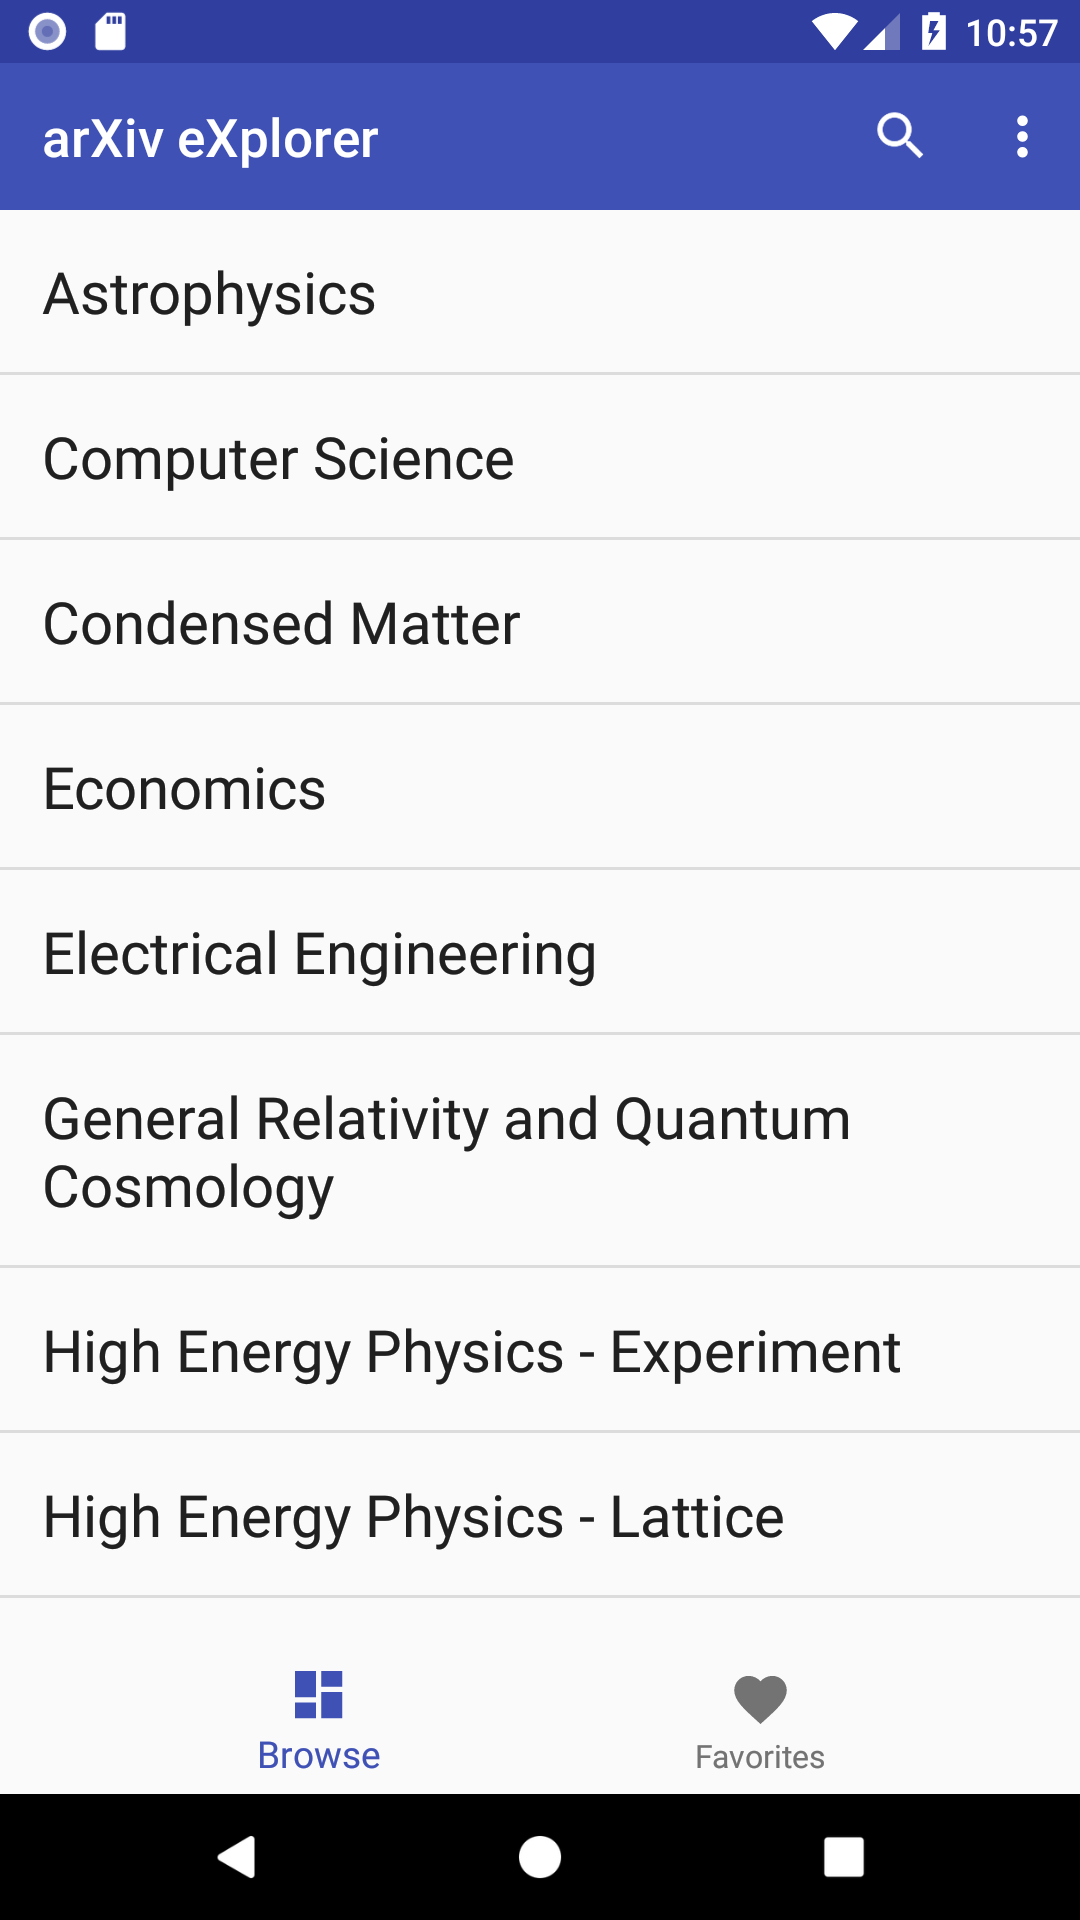 10:57
arXiv eXplorer
Astrophysics
Computer Science
Condensed Matter
Economics
Electrical Engineering
General Relativity and Quantum
Cosmology
High Energy Physics - Experiment
High Energy Physics - Lattice
Browse
Favorites